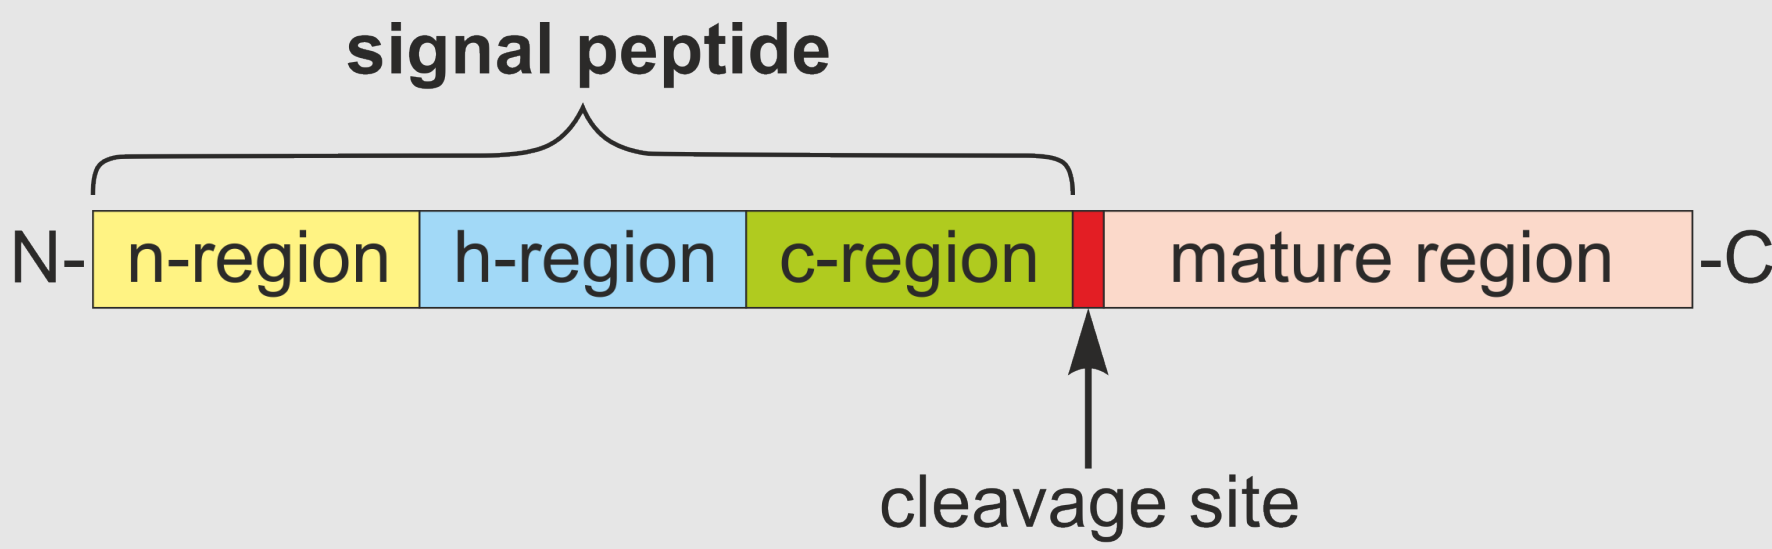 signal peptide
N- n-region h-region c-region mature region -C
cleavage site